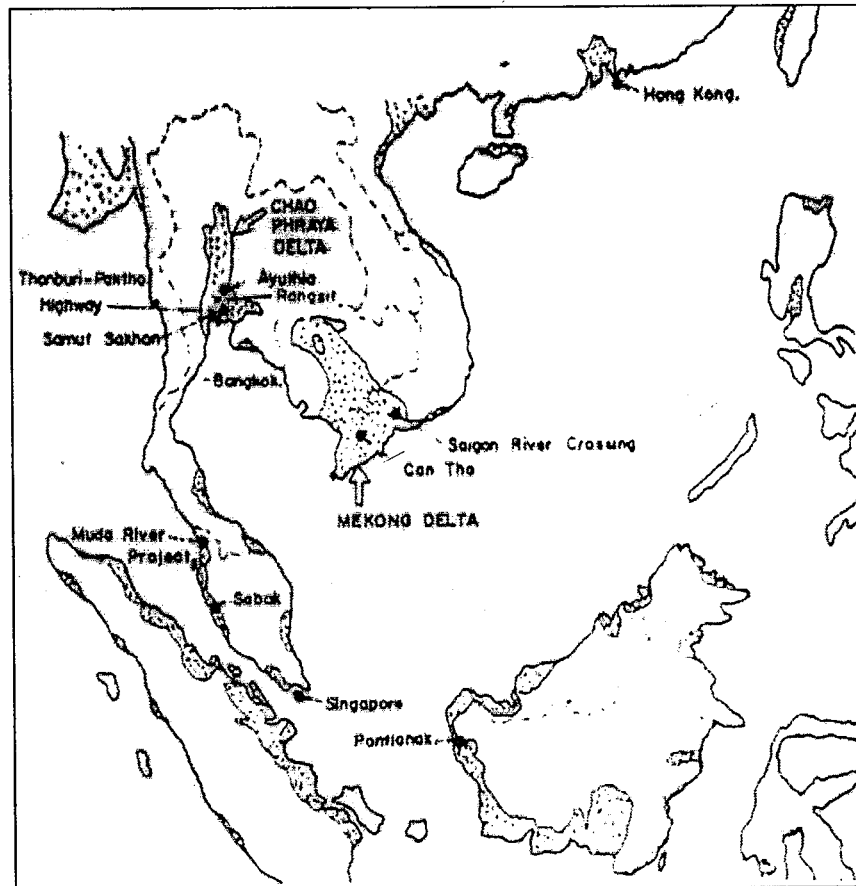 Hong Kong.
CHAO
PHRAYA
DELTA
Thonburi-Paktho
Highway
Ayuthia
Rangsit
Samut Sakhon
Bangkok.
Saigon River Crossing
Can Tho
MEKONG DELTA
Muda River
Project
Sabak
Singapore
Pontianak.